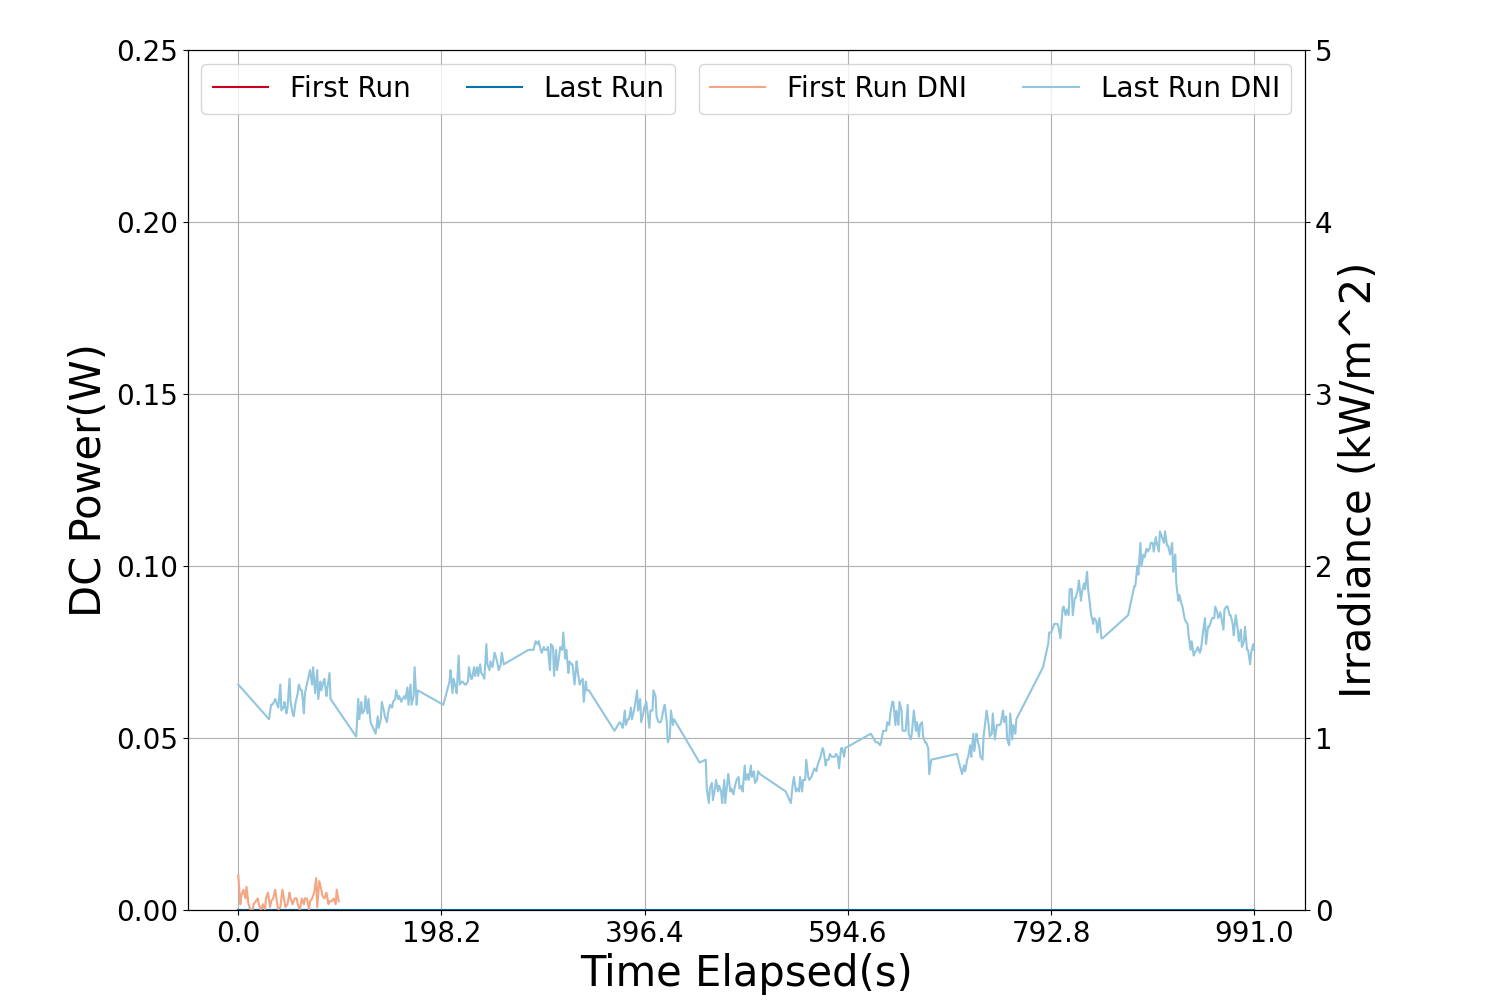 First Run
Last Run
First Run DNI
Last Run DNI
DC Power(W)
0.25
0.20
0.15
0.10
0.05
0.00
5
4
3
2
1
0
Irradiance (kW/m^2)
0.0 198.2 396.4 594.6 792.8 991.0
Time Elapsed(s)